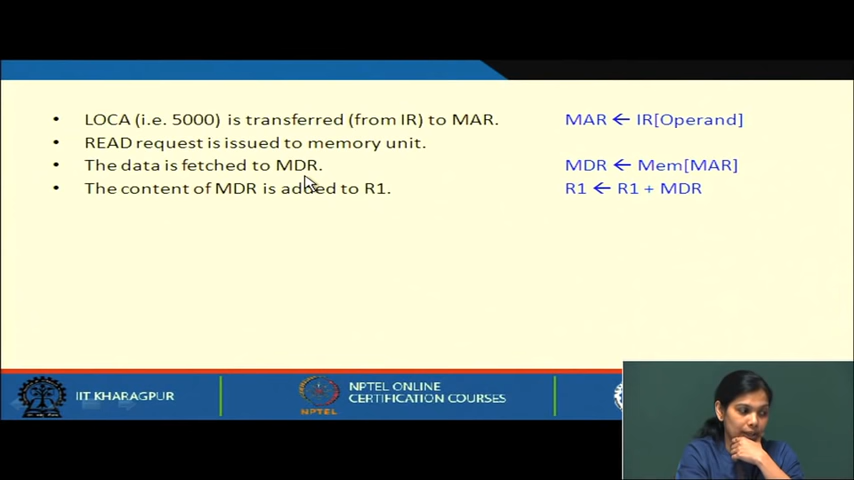 • LOCA (i.e. 5000) is transferred (from IR) to MAR. MAR ← IR[Operand]
• READ request is issued to memory unit.
• The data is fetched to MDR. MDR ← Mem[MAR]
• The content of MDR is added to R1. R1 ← R1 + MDR
IIT KHARAGPUR
NPTEL
NPTEL ONLINE
CERTIFICATION COURSES